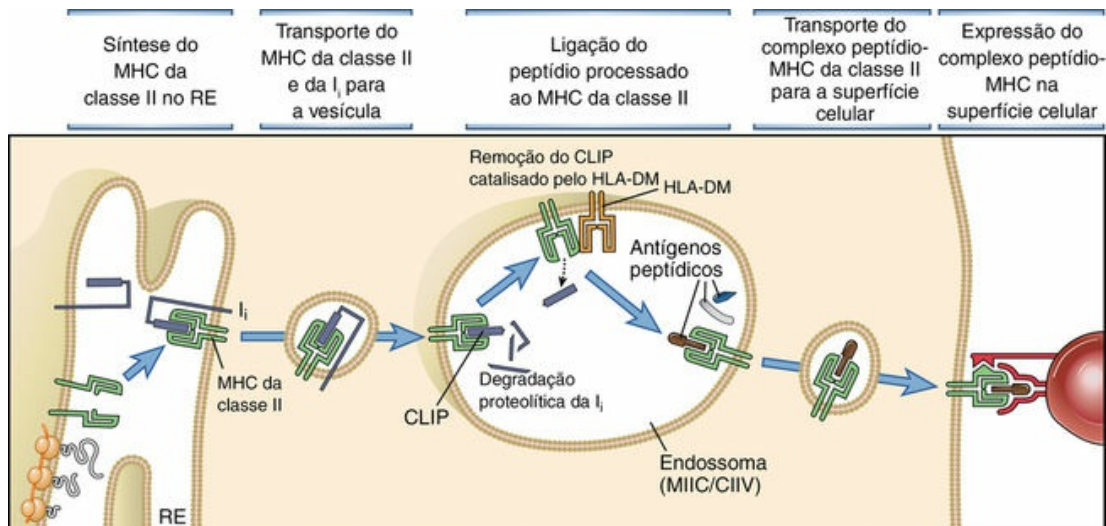 Síntese do
MHC da
classe II no RE
Transporte do
MHC da classe II
e da Ii para
a vesícula
Ligação do
peptídio processado
ao MHC da classe II
Transporte do
complexo peptídio-
MHC da classe II
para a superfície
celular
Expressão do
complexo peptídio-
MHC na
superfície celular
Remoção do CLIP
catalisado pelo HLA-DM
HLA-DM
Antígenos
peptídicos
Ii
MHC da
classe II
CLIP
Degradação
proteolítica da Ii
Endossoma
(MIIC/CIIV)
RE